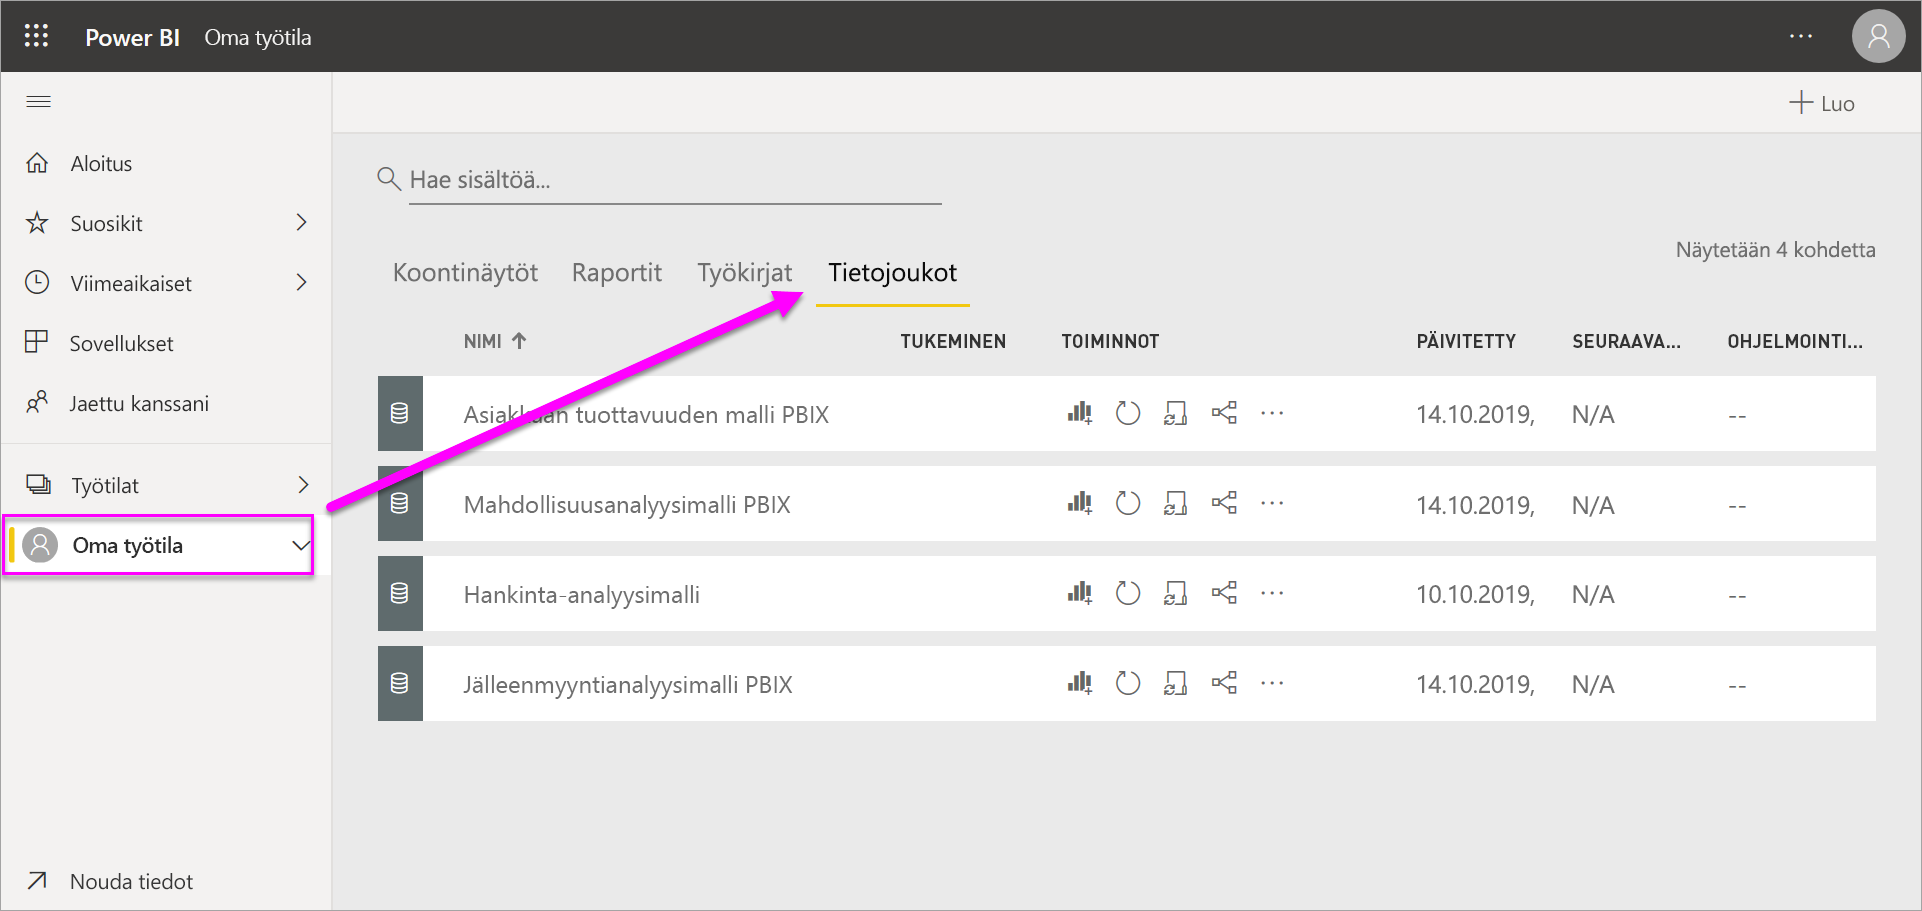 Power BI Oma työtila
Luo
Aloitus
Suosikit
Viimeaikaiset
Sovellukset
Jaettu kanssani
Työtilat
Oma työtila
Nouda tiedot
Hae sisältöä...
Näytetään 4 kohdetta
Koontinäytöt Raportit Työkirjat Tietojoukot
NIMI TUKEMINEN TOIMINNOT PÄIVITETTY SEURAAVA... OHJELMOINTI...
Asiakkaan tuottavuuden malli PBIX 14.10.2019, N/A --
Mahdollisuusanalyysimalli PBIX 14.10.2019, N/A --
Hankinta-analyysimalli 10.10.2019, N/A --
Jälleenmyyntianalyysimalli PBIX 14.10.2019, N/A --